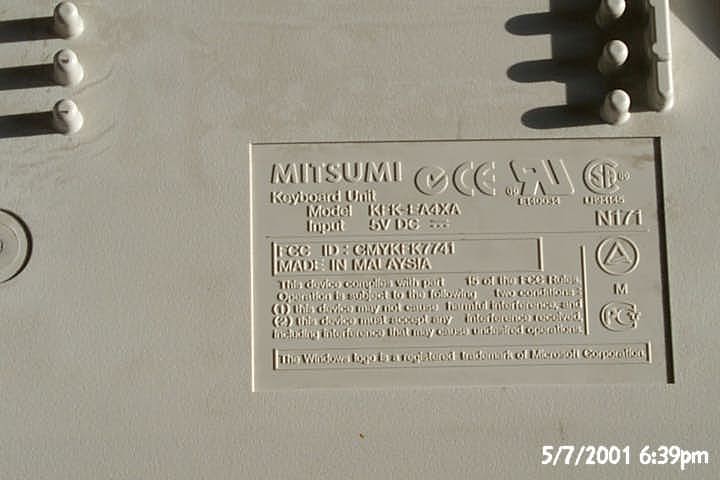 MITSUMI
Keyboard Unit
Model KFK-EA4XA
Input 5V DC
E160034
LR94145
N171
FCC ID : CMYKFK7741
MADE IN MALAYSIA
This device complies with part 15 of the FCC Rules.
Operation is subject to the following two conditions:
(1) this device may not cause harmful interference, and
(2) this device must accept any interference received,
including interference that may cause undesired operations
M
The Windows logo is a registered trademark of Microsoft Corporation
5/7/2001 6:39pm